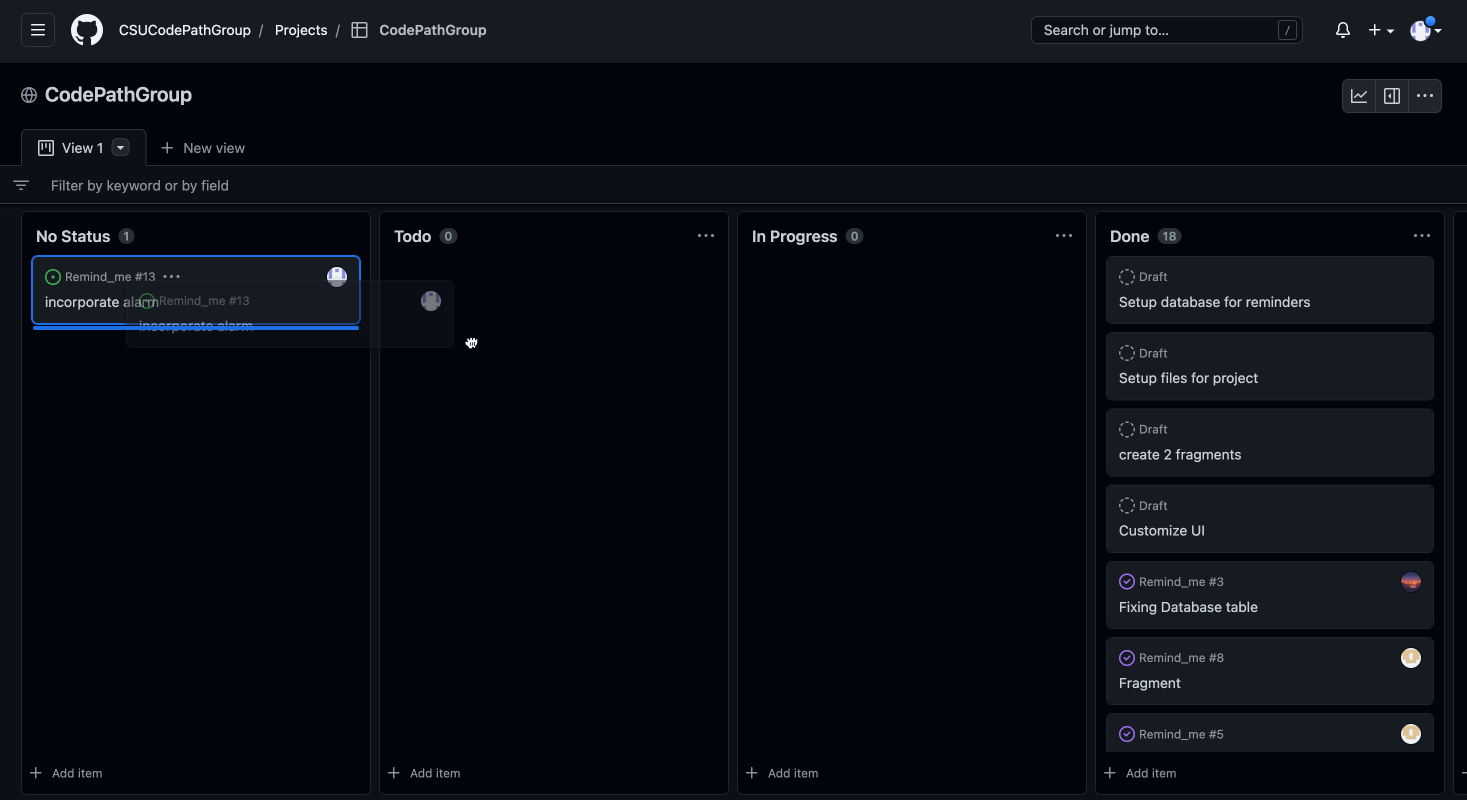 CSUCodePathGroup / Projects / CodePathGroup
Search or jump to... /
CodePathGroup
View 1
New view
Filter by keyword or by field
No Status 1
Remind_me #13
incorporate alarm
Remind_me #13
incorporate alarm
Add item
Todo 0
Add item
In Progress 0
Add item
Done 18
Draft
Setup database for reminders
Draft
Setup files for project
Draft
create 2 fragments
Draft
Customize UI
Remind_me #3
Fixing Database table
Remind_me #8
Fragment
Remind_me #5
Add item